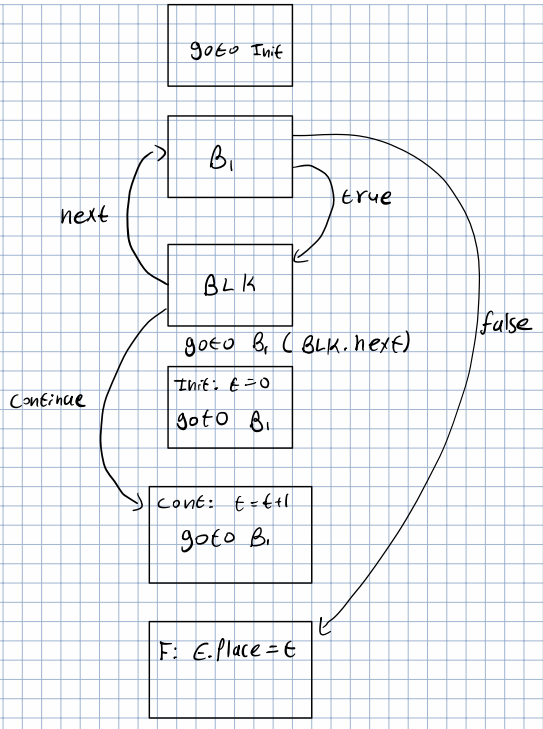 goto Init
B₁
true
next
BLK
false
goto B₁ (BLK.next)
Init: t=0
continue
goto B₁
Cont: t=t+1
goto B₁
F: E.Place=t